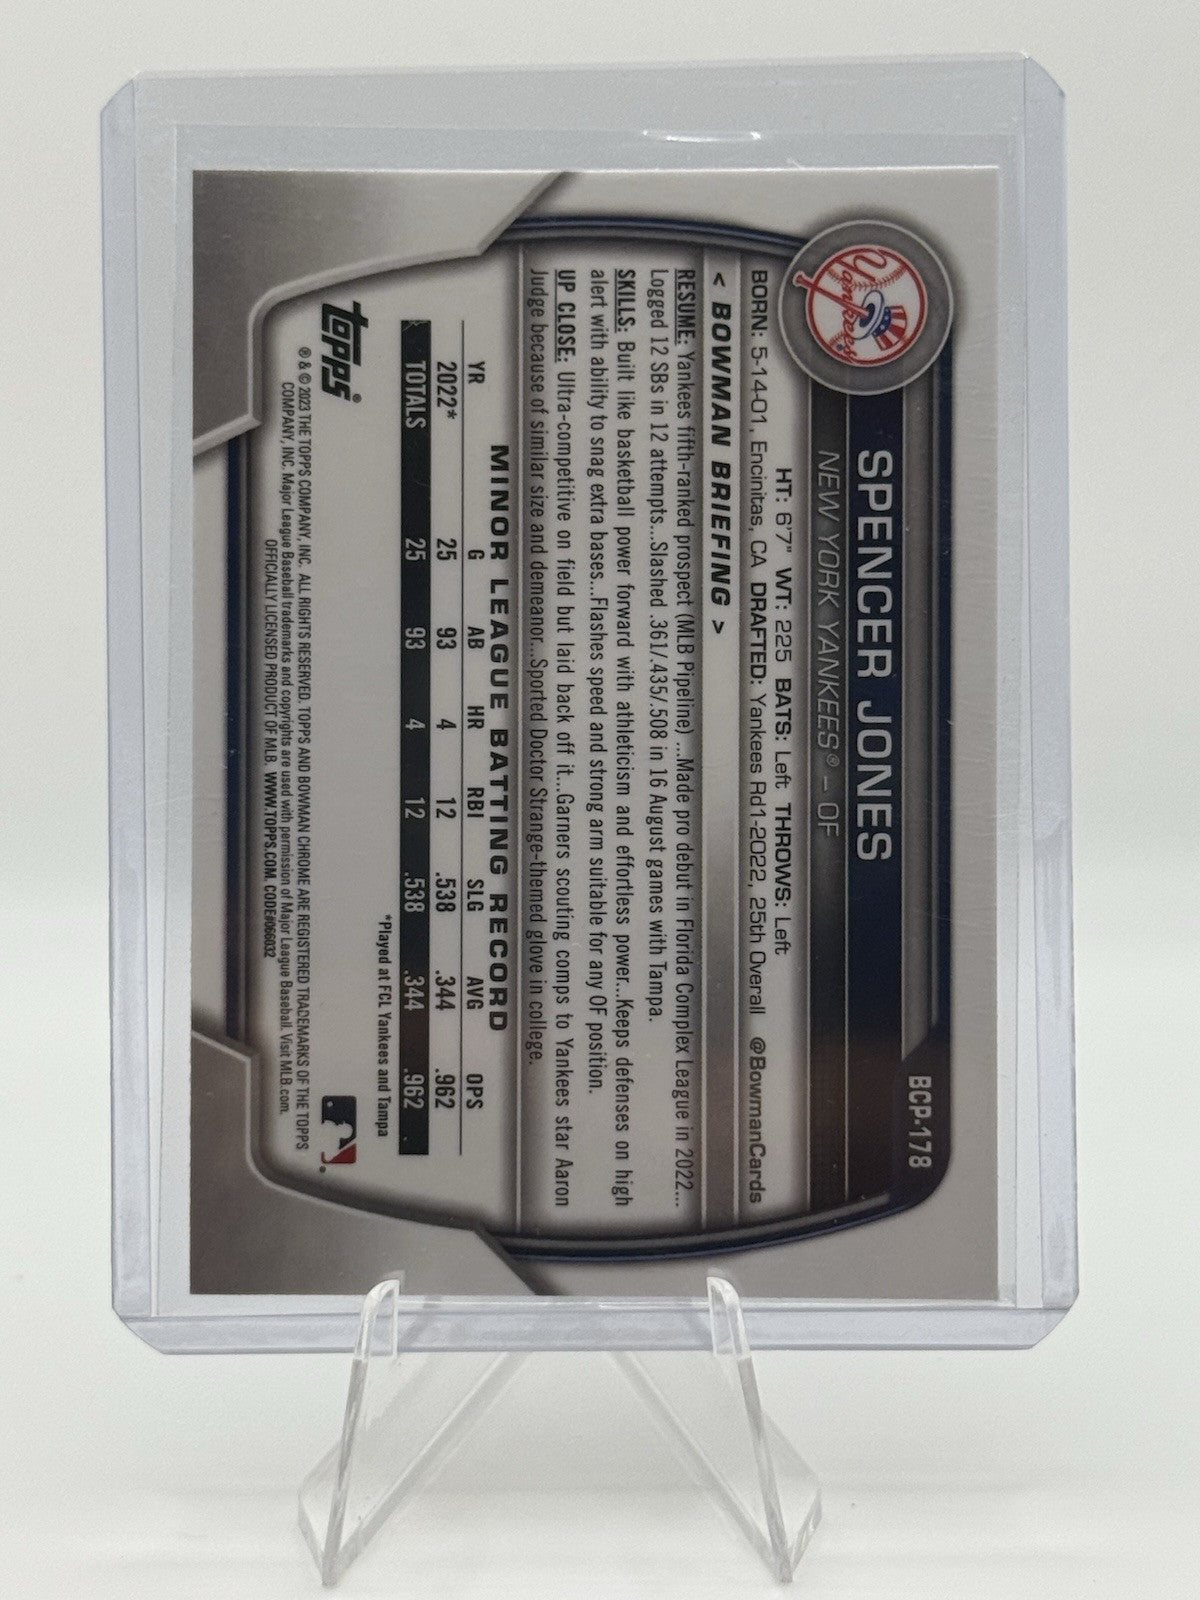 BCP-178
Yankees
SPENCER JONES
NEW YORK YANKEES® – OF
HT: 6'7" WT: 225 BATS: Left THROWS: Left
BORN: 5-14-01, Encinitas, CA DRAFTED: Yankees Rd1-2022, 25th Overall @BowmanCards
< BOWMAN BRIEFING >
RESUME: Yankees fifth-ranked prospect (MLB Pipeline) ...Made pro debut in Florida Complex League in 2022...
Logged 12 SBs in 12 attempts...Slashed .361/.435/.508 in 16 August games with Tampa.
SKILLS: Built like basketball power forward with athleticism and effortless power...Keeps defenses on high
alert with ability to snag extra bases...Flashes speed and strong arm suitable for any OF position.
UP CLOSE: Ultra-competitive on field but laid back off it...Garners scouting comps to Yankees star Aaron
Judge because of similar size and demeanor...Sported Doctor Strange-themed glove in college.
MINOR LEAGUE BATTING RECORD
YR G AB HR RBI SLG AVG OPS
2022* 25 93 4 12 .538 .344 .962
TOTALS 25 93 4 12 .538 .344 .962
*Played at FCL Yankees and Tampa
topps®
® & © 2023 THE TOPPS COMPANY, INC. ALL RIGHTS RESERVED. TOPPS AND BOWMAN CHROME ARE REGISTERED TRADEMARKS OF THE TOPPS
COMPANY, INC. Major League Baseball trademarks and copyrights are used with permission of Major League Baseball. Visit MLB.com.
OFFICIALLY LICENSED PRODUCT OF MLB. WWW.TOPPS.COM. CODE#066032